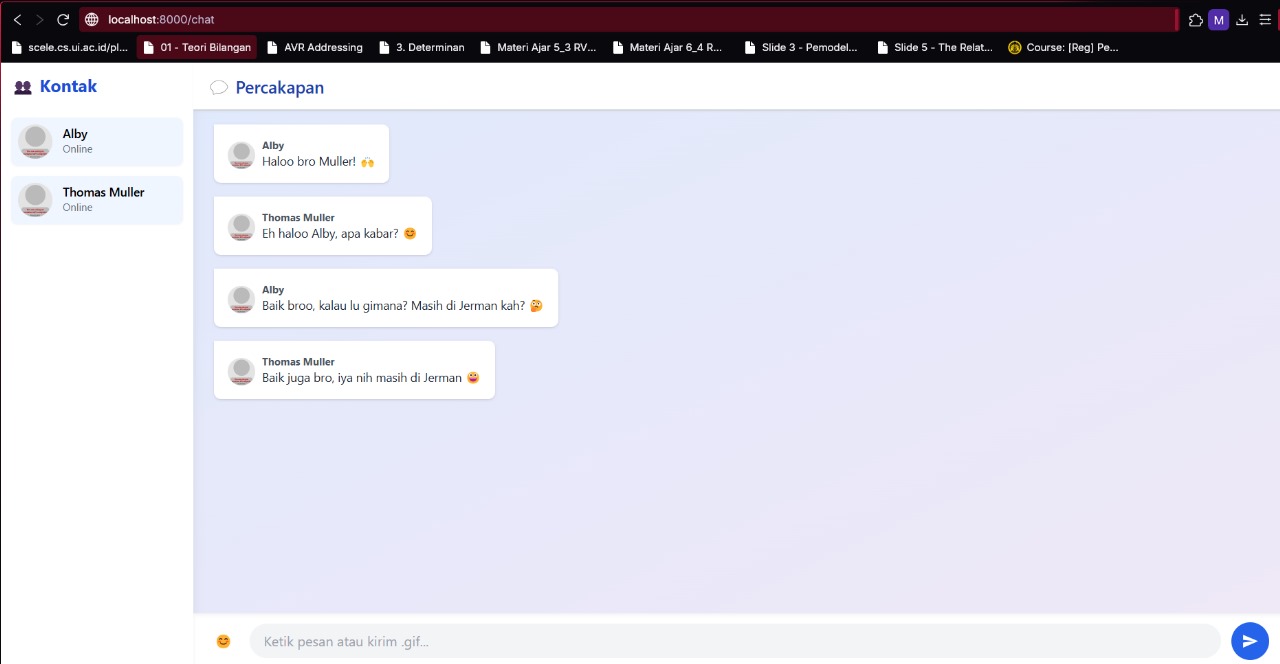 localhost:8000/chat
M
scele.cs.ui.ac.id/pl... 01 - Teori Bilangan AVR Addressing 3. Determinan Materi Ajar 5_3 RV... Materi Ajar 6_4 R... Slide 3 - Pemodel... Slide 5 - The Relat... Course: [Reg] Pe...
Kontak
Alby
Online
Thomas Muller
Online
Percakapan
Alby
Haloo bro Muller! 🙌
Thomas Muller
Eh haloo Alby, apa kabar? 😊
Alby
Baik broo, kalau lu gimana? Masih di Jerman kah? 🤔
Thomas Muller
Baik juga bro, iya nih masih di Jerman 😀
Ketik pesan atau kirim .gif...